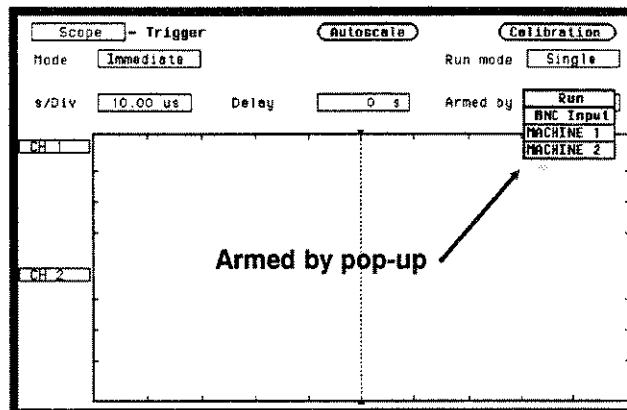 Scope - Trigger Autoscale Calibration
Mode Immediate Run mode Single
s/Div 10.00 us Delay 0 s Armed by Run
BNC Input
MACHINE 1
MACHINE 2
CH 1
CH 2
Armed by pop-up